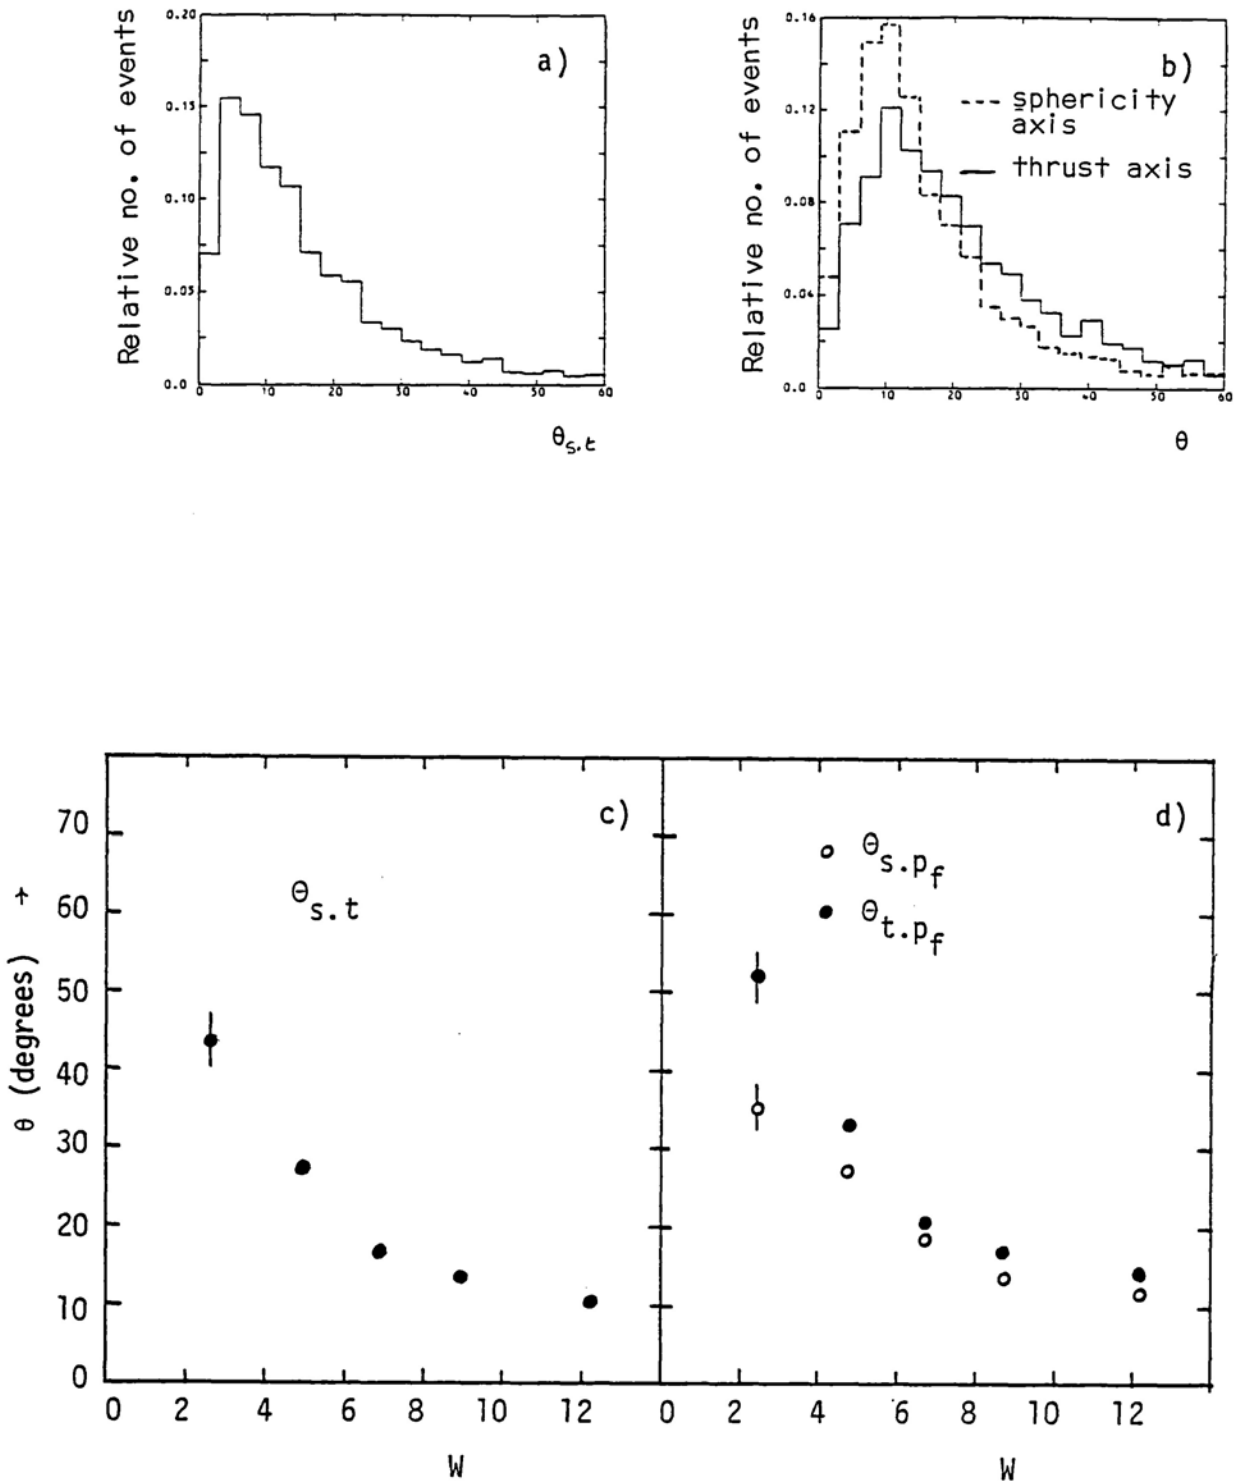 a)
Relative no. of events
0.20
0.15
0.10
0.05
0.0
0 10 20 30 40 50 60
θs.t
b)
Relative no. of events
0.16
0.12
0.08
0.04
0.0
sphericity
axis
thrust axis
0 10 20 30 40 50 60
θ
c)
θ (degrees) →
70
60
50
40
30
20
10
0
θs.t
0 2 4 6 8 10 12
W
d)
θs.pf
θt.pf
0 2 4 6 8 10 12
W